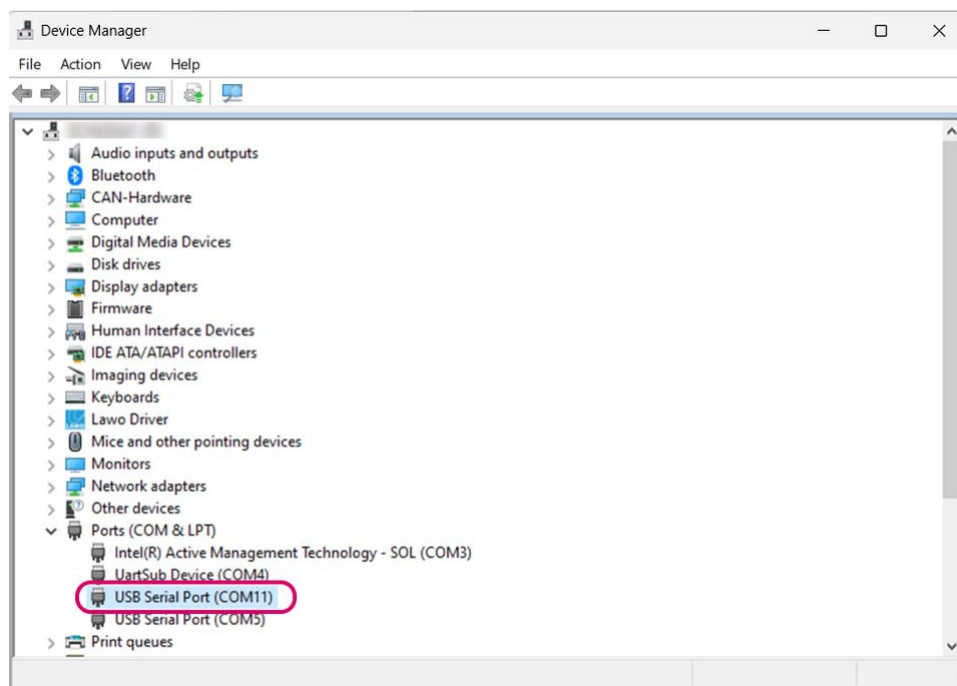 Device Manager
File Action View Help
Audio inputs and outputs
Bluetooth
CAN-Hardware
Computer
Digital Media Devices
Disk drives
Display adapters
Firmware
Human Interface Devices
IDE ATA/ATAPI controllers
Imaging devices
Keyboards
Lawo Driver
Mice and other pointing devices
Monitors
Network adapters
Other devices
Ports (COM & LPT)
Intel(R) Active Management Technology - SOL (COM3)
UartSub Device (COM4)
USB Serial Port (COM11)
USB Serial Port (COM5)
Print queues